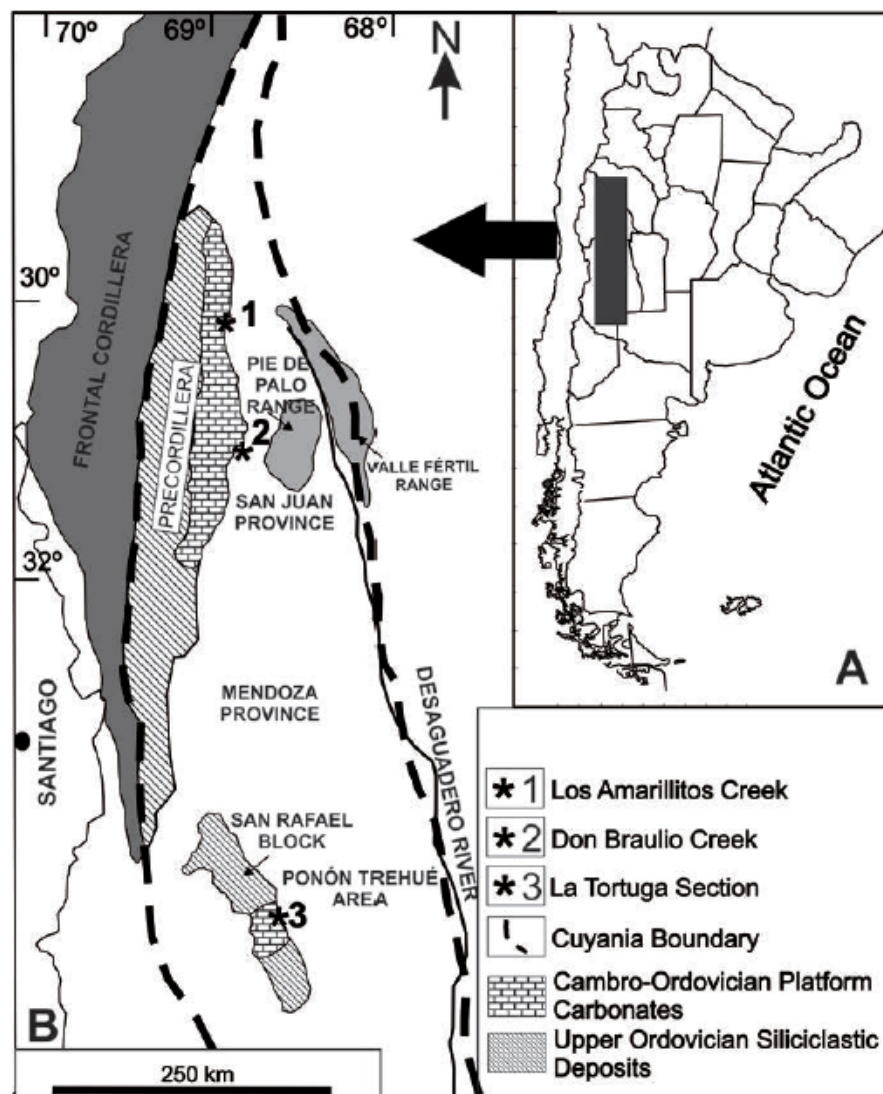 70º
69º
68º
N
30º
1
FRONTAL CORDILLERA
PIE DE
PALO
RANGE
PRECORDILLERA
2
VALLE FÉRTIL
RANGE
SAN JUAN
PROVINCE
32º
MENDOZA
PROVINCE
SANTIAGO
DESAGUADERO RIVER
SAN RAFAEL
BLOCK
PONÓN TREHUÉ
AREA
3
B
250 km
Atlantic Ocean
A
1 Los Amarillitos Creek
2 Don Braulio Creek
3 La Tortuga Section
Cuyania Boundary
Cambro-Ordovician Platform
Carbonates
Upper Ordovician Siliciclastic
Deposits